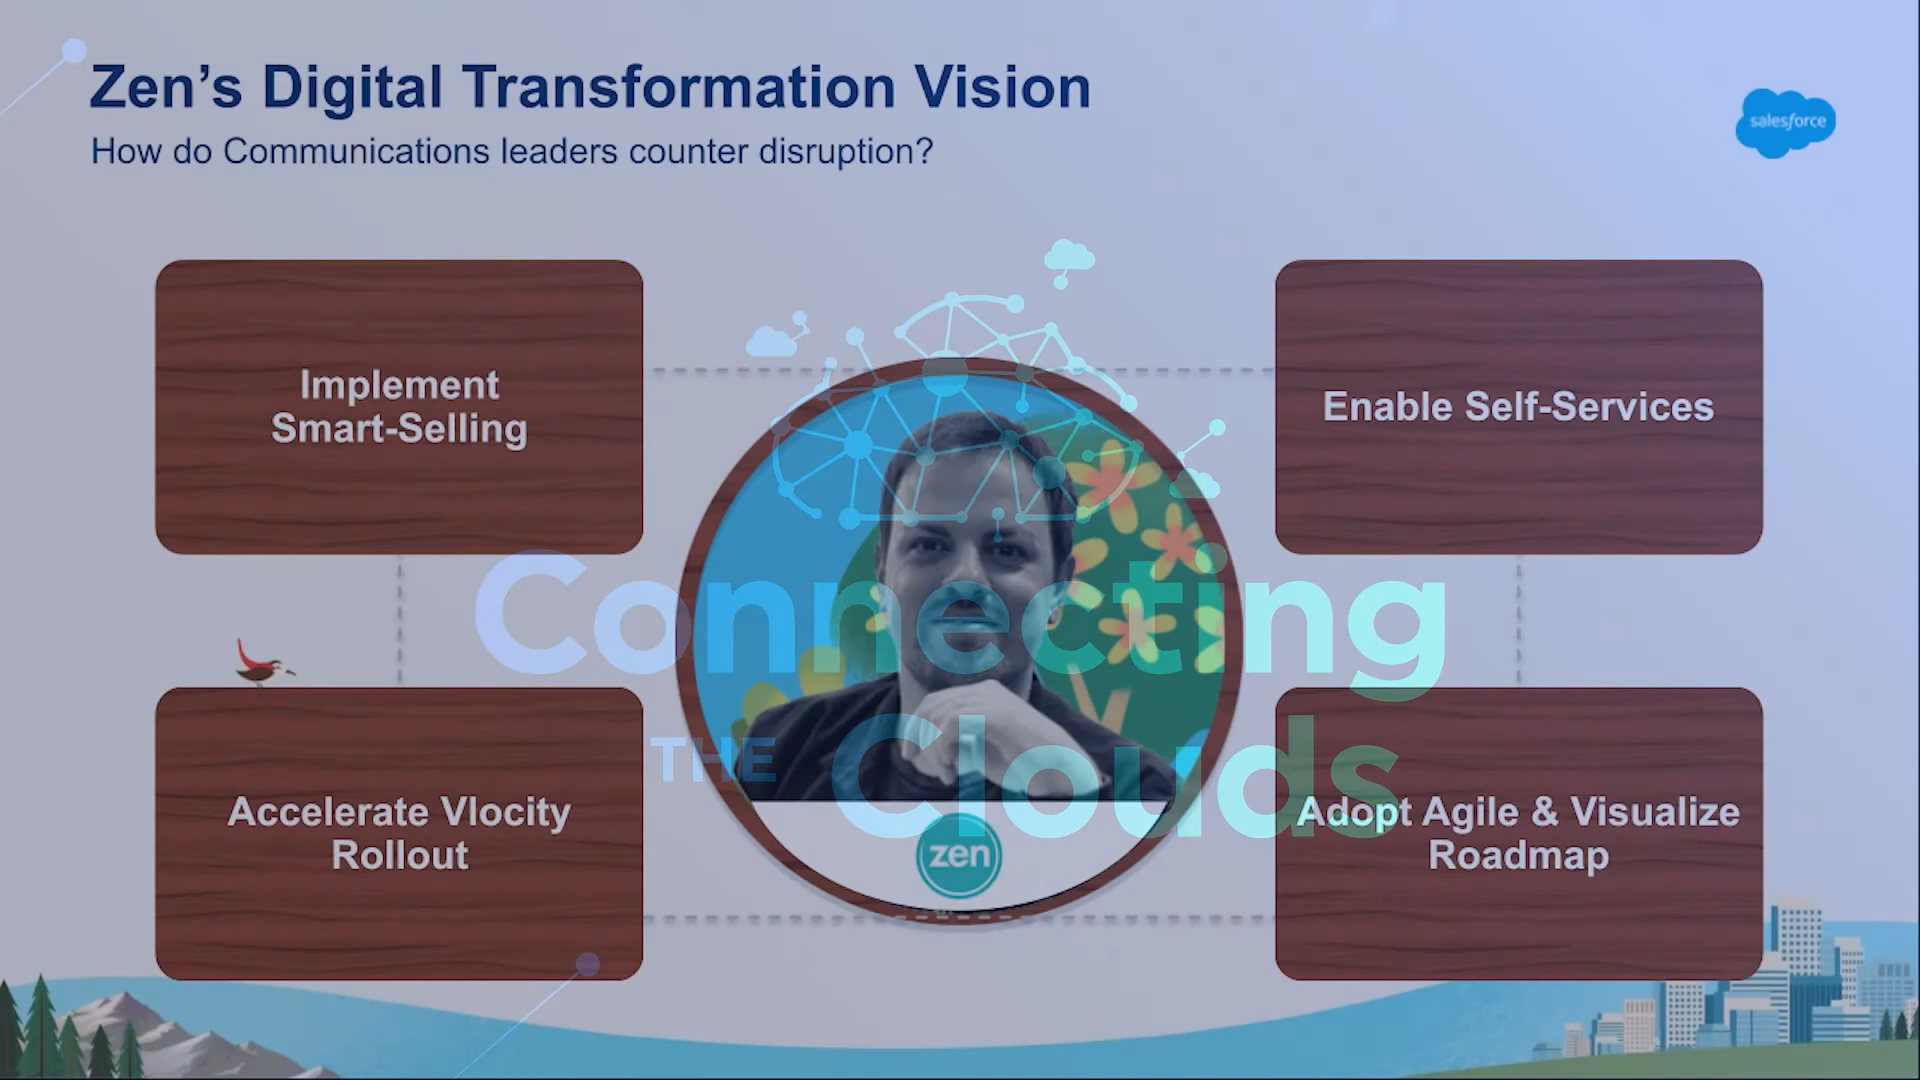 Zen's Digital Transformation Vision
How do Communications leaders counter disruption?
salesforce
Implement
Smart-Selling
Enable Self-Services
Connecting
THE Clouds
Accelerate Vlocity
Rollout
Adopt Agile & Visualize
Roadmap
zen